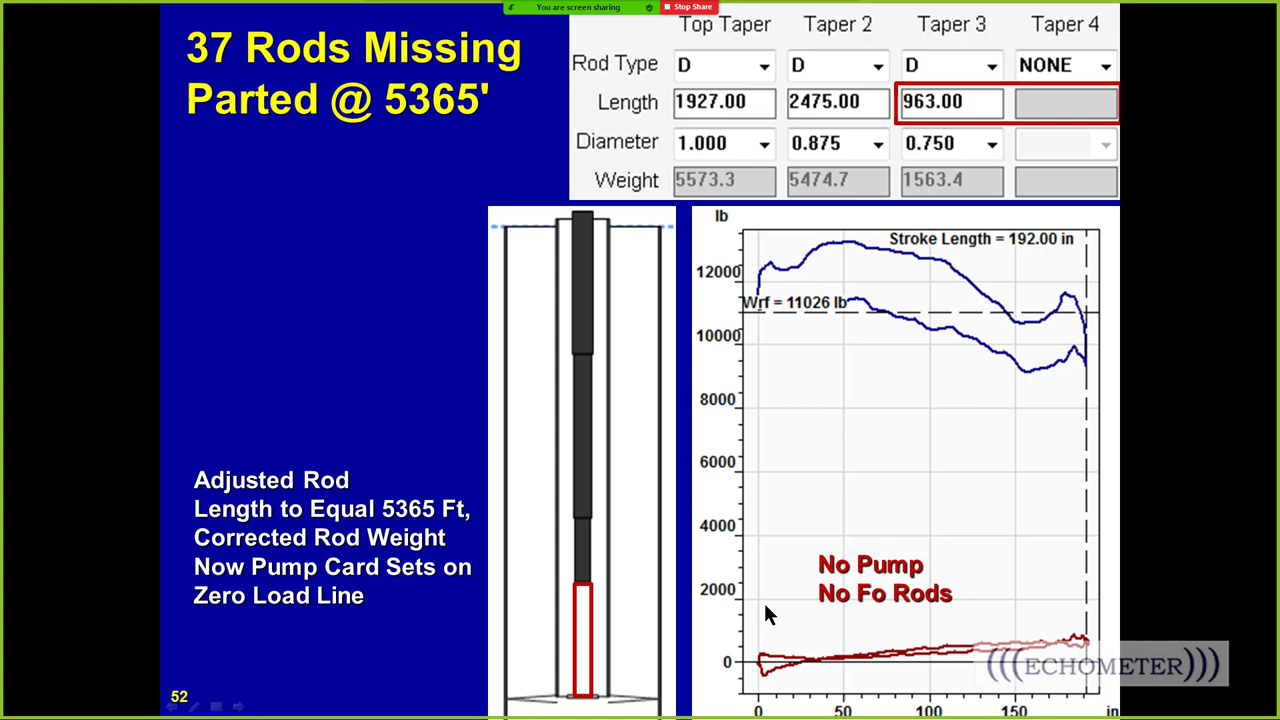 You are screen sharing
Stop Share
37 Rods Missing
Parted @ 5365'
Top Taper Taper 2 Taper 3 Taper 4
Rod Type D D D NONE
Length 1927.00 2475.00 963.00
Diameter 1.000 0.875 0.750
Weight 5573.3 5474.7 1563.4
lb
Stroke Length = 192.00 in
12000
Wrf = 11026 lb
10000
8000
6000
4000
2000
0
No Pump
No Fo Rods
Adjusted Rod
Length to Equal 5365 Ft,
Corrected Rod Weight
Now Pump Card Sets on
Zero Load Line
(((ECHOMETER)))
52
0 50 100 150 in